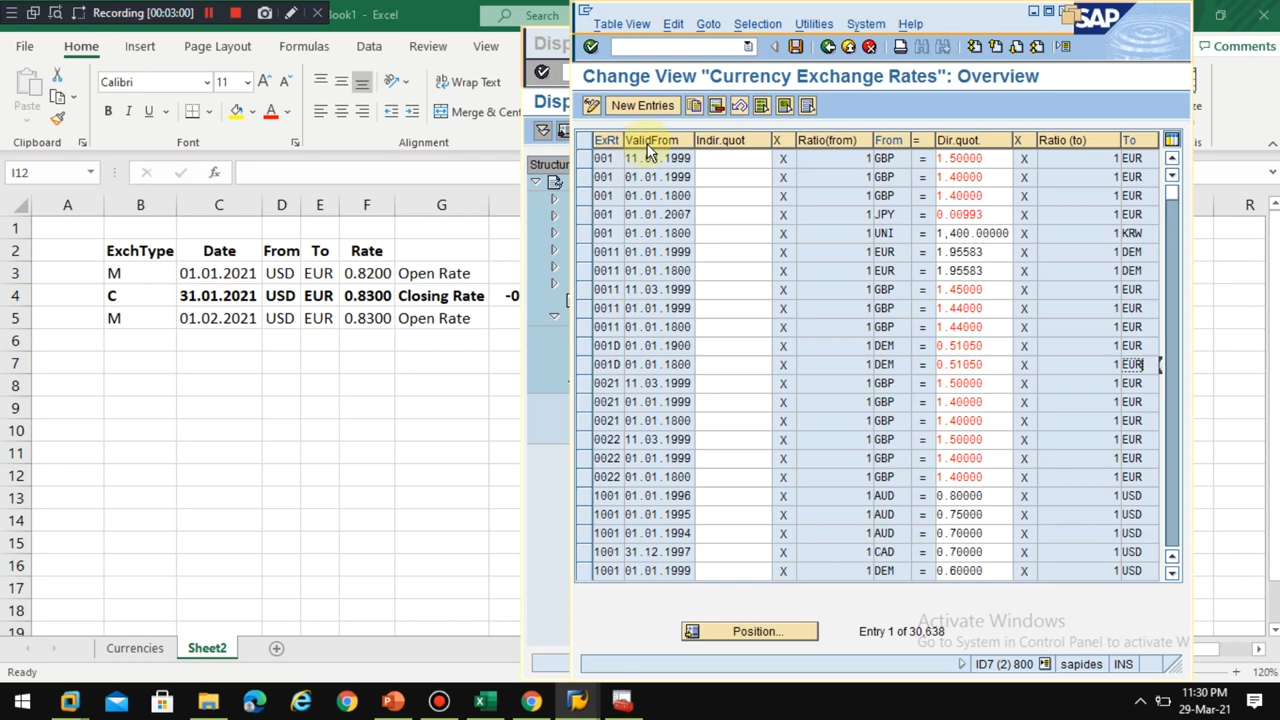 Recording [03:00]
Book1 - Excel
Search
File Home Insert Page Layout Formulas Data Review View
Comments
Calibri 11 A A Wrap Text
Paste B I U A Merge & Center
Clipboard Font Alignment
I12 fx
A B C D E F G R
1
2 ExchType Date From To Rate
3 M 01.01.2021 USD EUR 0.8200 Open Rate
4 C 31.01.2021 USD EUR 0.8300 Closing Rate -0
5 M 01.02.2021 USD EUR 0.8300 Open Rate
6
7
8
9
10
11
12
13
14
15
16
17
18
19
Currencies Sheet2
Ready
120%
Disp
Disp
Structur
Table View Edit Goto Selection Utilities System Help
SAP
Change View "Currency Exchange Rates": Overview
New Entries
ExRt ValidFrom Indir.quot X Ratio(from) From = Dir.quot. X Ratio (to) To
001 1999 X 1 GBP = 1.50000 X 1 EUR
001 01.01.1999 X 1 GBP = 1.40000 X 1 EUR
001 01.01.1800 X 1 GBP = 1.40000 X 1 EUR
001 01.01.2007 X 1 JPY = 0.00993 X 1 EUR
001 01.01.1800 X 1 UNI = 1,400.00000 X 1 KRW
0011 01.01.1999 X 1 EUR = 1.95583 X 1 DEM
0011 01.01.1800 X 1 EUR = 1.95583 X 1 DEM
0011 11.03.1999 X 1 GBP = 1.45000 X 1 EUR
0011 01.01.1999 X 1 GBP = 1.44000 X 1 EUR
0011 01.01.1800 X 1 GBP = 1.44000 X 1 EUR
001D 01.01.1900 X 1 DEM = 0.51050 X 1 EUR
001D 01.01.1800 X 1 DEM = 0.51050 X 1 EUR
0021 11.03.1999 X 1 GBP = 1.50000 X 1 EUR
0021 01.01.1999 X 1 GBP = 1.40000 X 1 EUR
0021 01.01.1800 X 1 GBP = 1.40000 X 1 EUR
0022 11.03.1999 X 1 GBP = 1.50000 X 1 EUR
0022 01.01.1999 X 1 GBP = 1.40000 X 1 EUR
0022 01.01.1800 X 1 GBP = 1.40000 X 1 EUR
1001 01.01.1996 X 1 AUD = 0.80000 X 1 USD
1001 01.01.1995 X 1 AUD = 0.75000 X 1 USD
1001 01.01.1994 X 1 AUD = 0.70000 X 1 USD
1001 31.12.1997 X 1 CAD = 0.70000 X 1 USD
1001 01.01.1999 X 1 DEM = 0.60000 X 1 USD
Position... Entry 1 of 30,638
Activate Windows
Go to System in Control Panel to activate W
ID7 (2) 800 sapides INS
11:30 PM
29-Mar-21